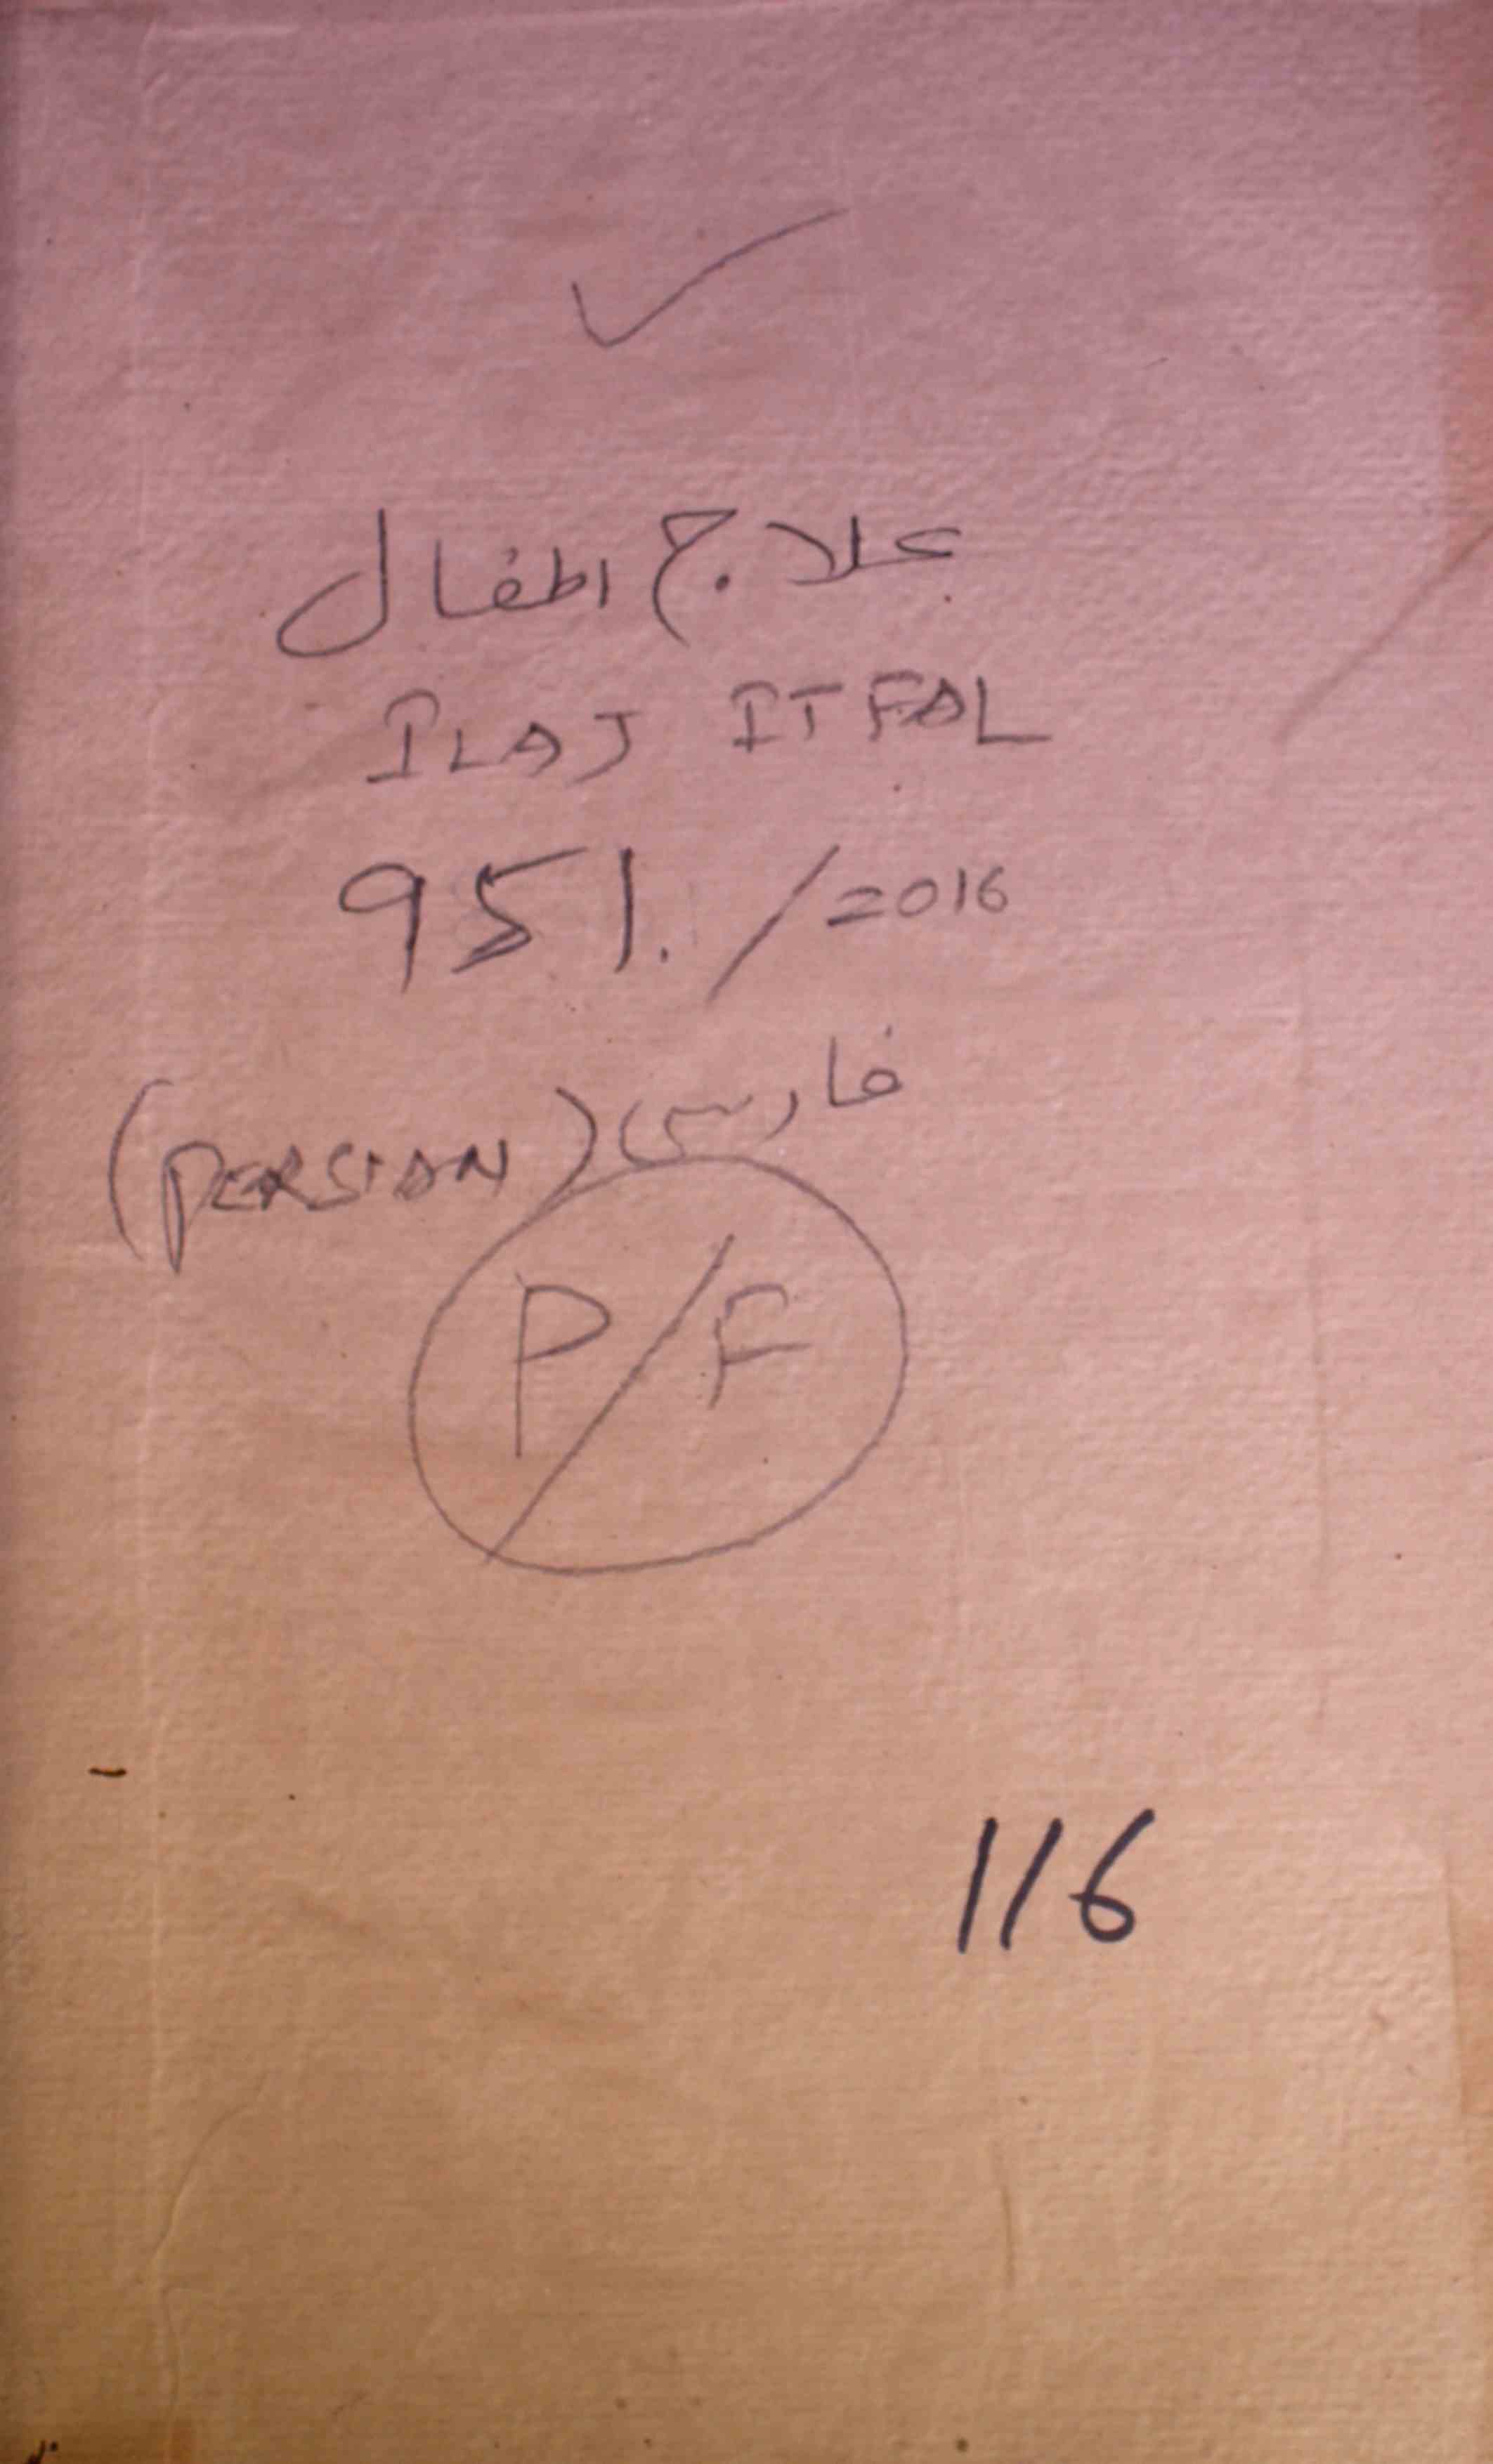 علاج اطفال
ILAJ ITFAL
951. / 2016
فارسی (PERSIAN)
P/F
116